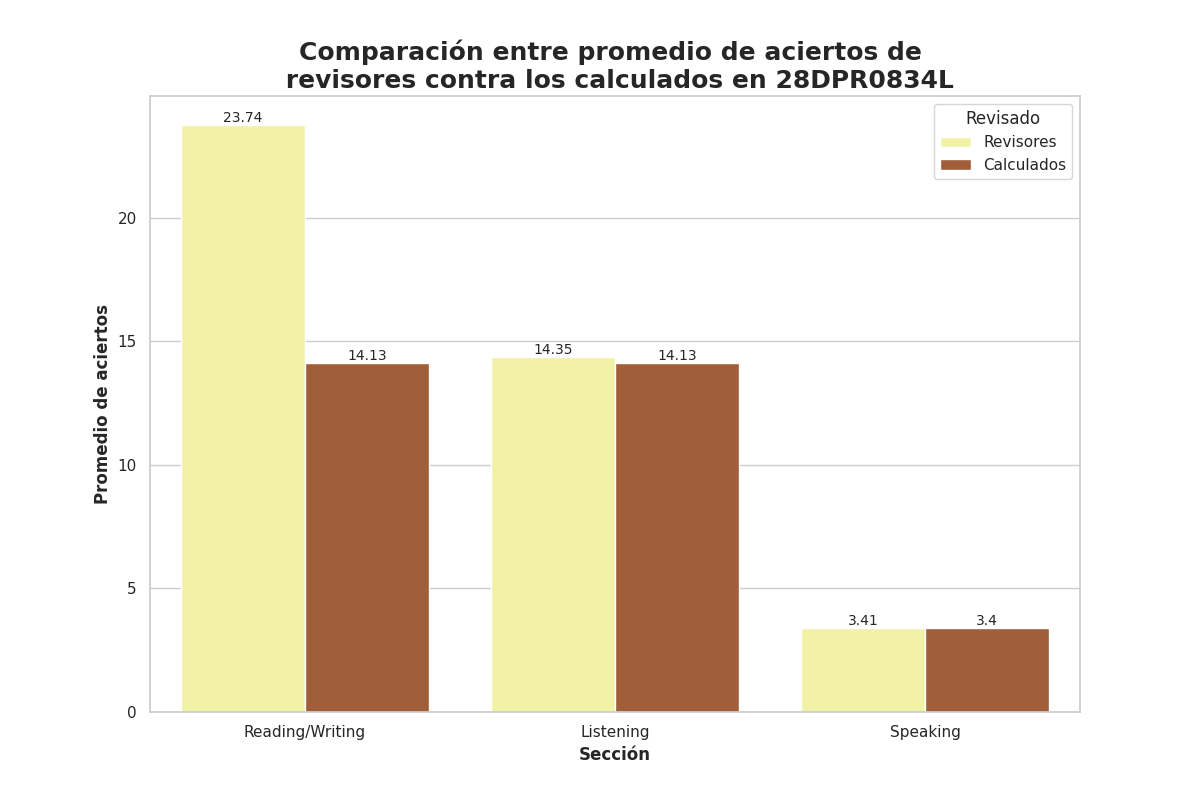 Comparación entre promedio de aciertos de
revisores contra los calculados en 28DPR0834L
Revisado
Revisores
Calculados
Promedio de aciertos
20
15
10
5
0
23.74
14.13
14.35
14.13
3.41
3.4
Reading/Writing
Listening
Speaking
Sección